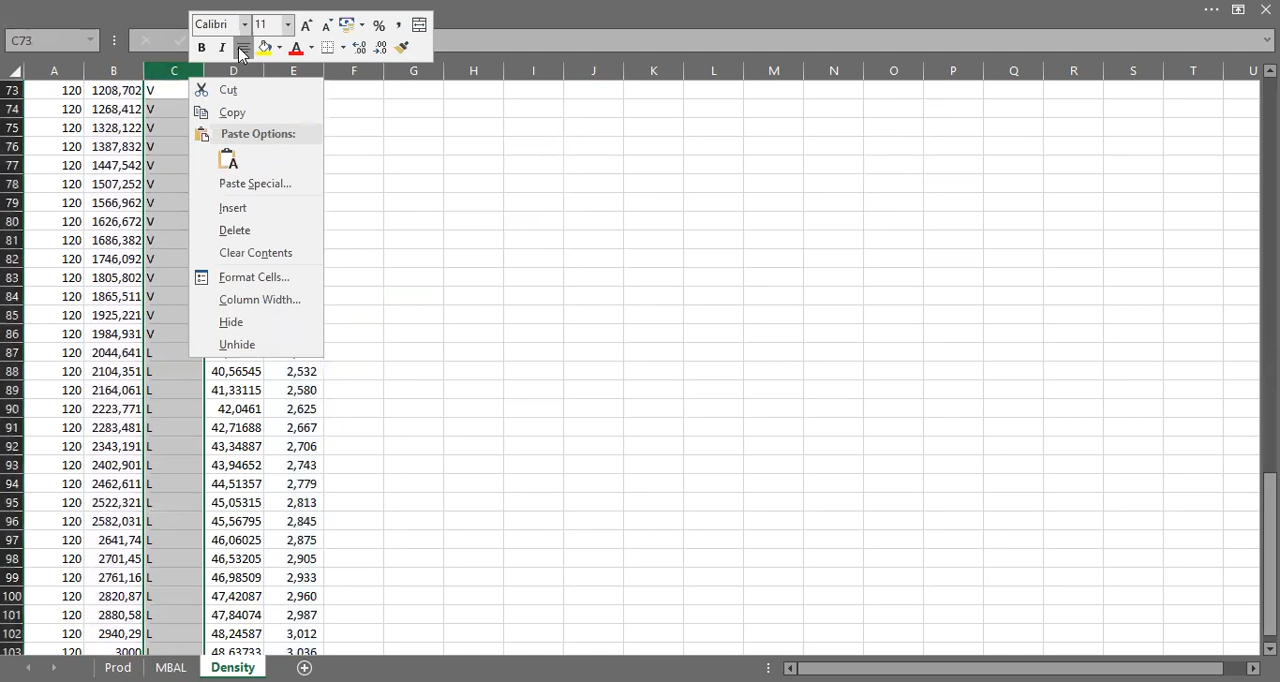 Calibri 11 %
C73 B I A
A B C D E F G H I J K L M N O P Q R S T U
73 120 1208,702 V
74 120 1268,412 V
75 120 1328,122 V
76 120 1387,832 V
77 120 1447,542 V
78 120 1507,252 V
79 120 1566,962 V
80 120 1626,672 V
81 120 1686,382 V
82 120 1746,092 V
83 120 1805,802 V
84 120 1865,511 V
85 120 1925,221 V
86 120 1984,931 V
87 120 2044,641 L
88 120 2104,351 L 40,56545 2,532
89 120 2164,061 L 41,33115 2,580
90 120 2223,771 L 42,0461 2,625
91 120 2283,481 L 42,71688 2,667
92 120 2343,191 L 43,34887 2,706
93 120 2402,901 L 43,94652 2,743
94 120 2462,611 L 44,51357 2,779
95 120 2522,321 L 45,05315 2,813
96 120 2582,031 L 45,56795 2,845
97 120 2641,74 L 46,06025 2,875
98 120 2701,45 L 46,53205 2,905
99 120 2761,16 L 46,98509 2,933
100 120 2820,87 L 47,42087 2,960
101 120 2880,58 L 47,84074 2,987
102 120 2940,29 L 48,24587 3,012
103 120 3000 L 48,63733 3,036
Cut
Copy
Paste Options:
Paste Special...
Insert
Delete
Clear Contents
Format Cells...
Column Width...
Hide
Unhide
Prod MBAL Density